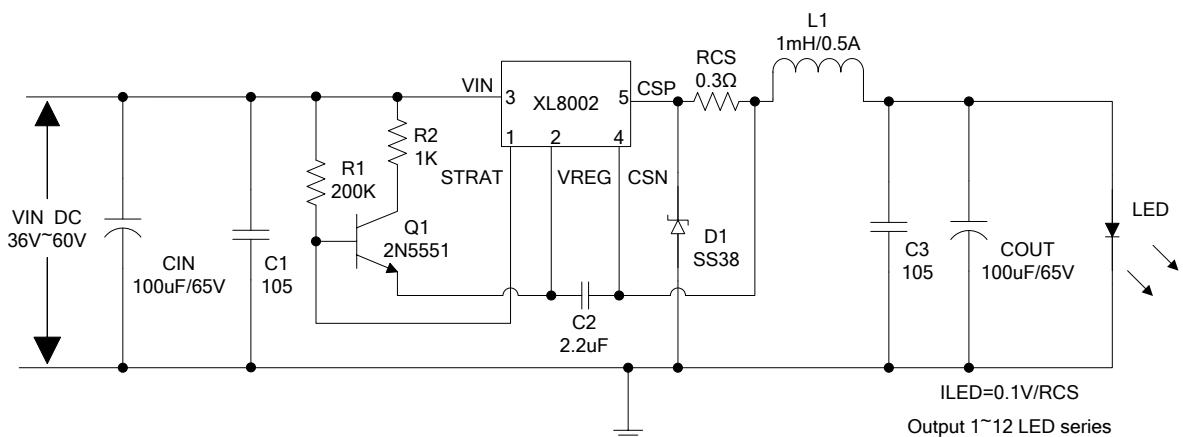 L1
1mH/0.5A
RCS
0.3Ω
VIN
3
XL8002
5
CSP
1
2
4
R2
1K
STRAT
VREG
CSN
R1
200K
VIN DC
36V~60V
Q1
2N5551
LED
D1
SS38
CIN
100uF/65V
C1
105
C3
105
COUT
100uF/65V
C2
2.2uF
ILED=0.1V/RCS
Output 1~12 LED series